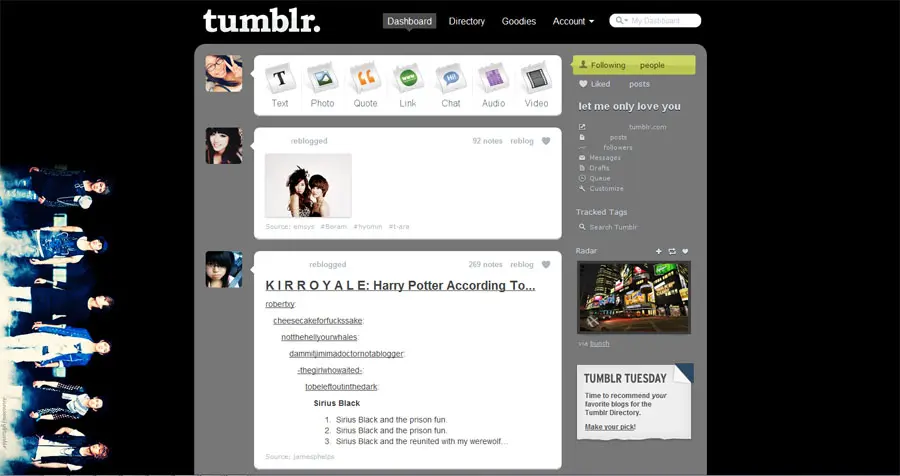 tumblr.
Dashboard Directory Goodies Account My Dashboard
Text Photo Quote Link Chat Audio Video
reblogged 92 notes reblog
Source: emsys #Boram #hyomin #t-ara
reblogged 269 notes reblog
K I R R O Y A L E: Harry Potter According To...
robertxy:
cheesecakeforfuckssake:
notthehellyourwhales:
dammitjimimadoctornotablogger:
-thegirlwhowaited-:
tobeleftoutinthedark:
Sirius Black
1. Sirius Black and the prison fun.
2. Sirius Black and the prison fun.
3. Sirius Black and the reunited with my werewolf…
Source: jamesphelps
Following people
Liked posts
let me only love you
tumblr.com
posts
followers
Messages
Drafts
Queue
Customize
Tracked Tags
Search Tumblr
Radar
via bunch
TUMBLR TUESDAY
Time to recommend your
favorite blogs for the
Tumblr Directory.
Make your pick!